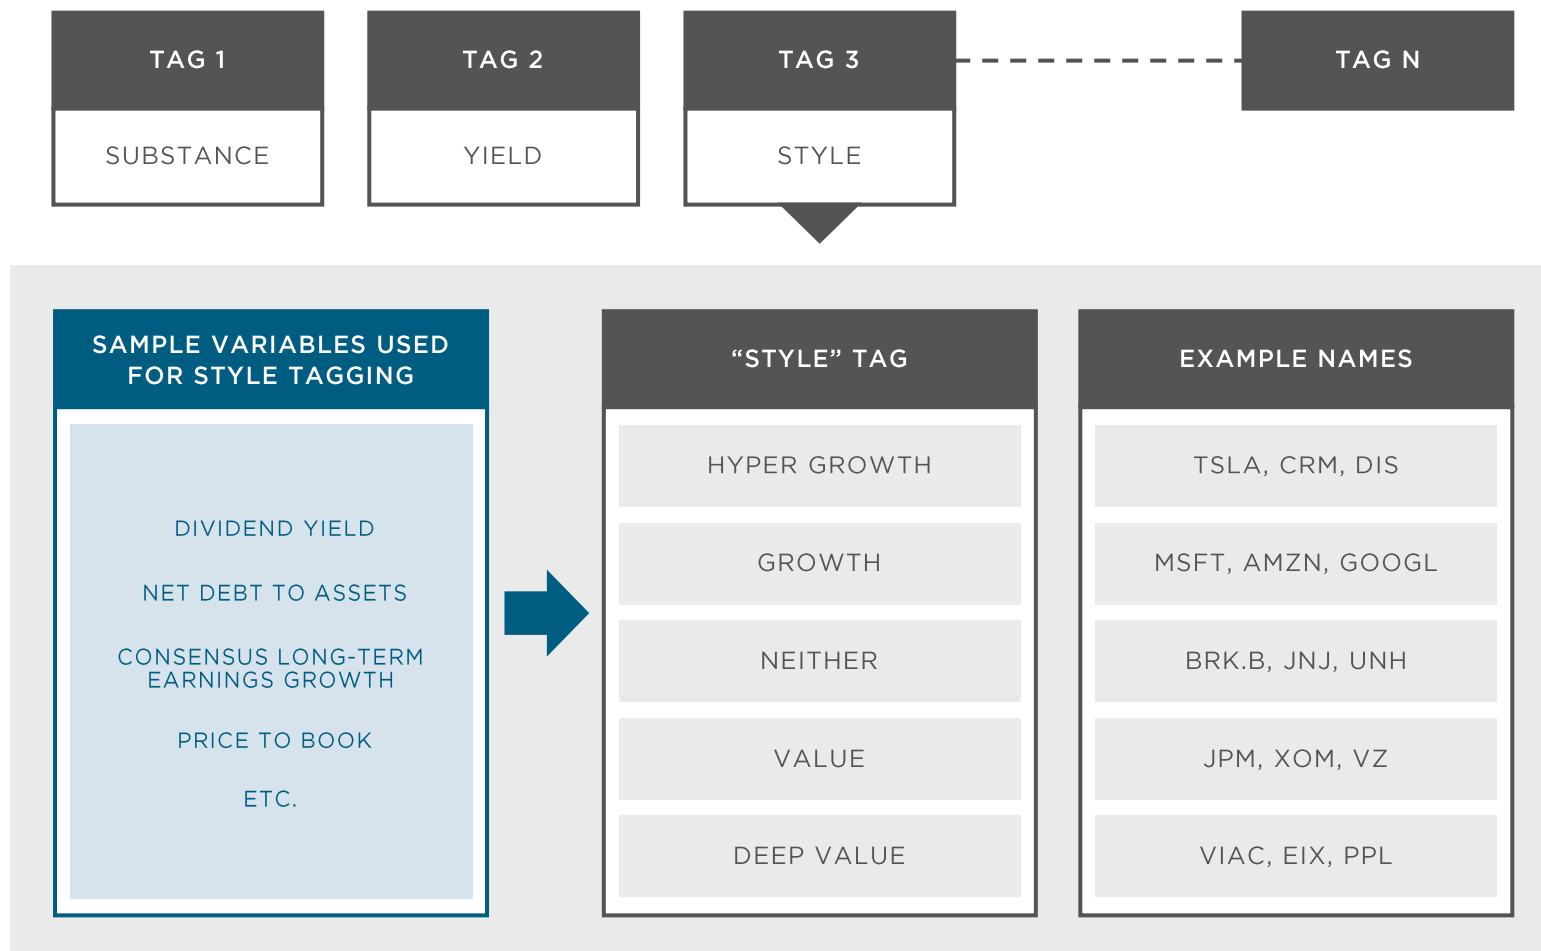 TAG 1
TAG 2
TAG 3
TAG N
SUBSTANCE
YIELD
STYLE
SAMPLE VARIABLES USED
FOR STYLE TAGGING
DIVIDEND YIELD
NET DEBT TO ASSETS
CONSENSUS LONG-TERM
EARNINGS GROWTH
PRICE TO BOOK
ETC.
“STYLE” TAG
HYPER GROWTH
GROWTH
NEITHER
VALUE
DEEP VALUE
EXAMPLE NAMES
TSLA, CRM, DIS
MSFT, AMZN, GOOGL
BRK.B, JNJ, UNH
JPM, XOM, VZ
VIAC, EIX, PPL